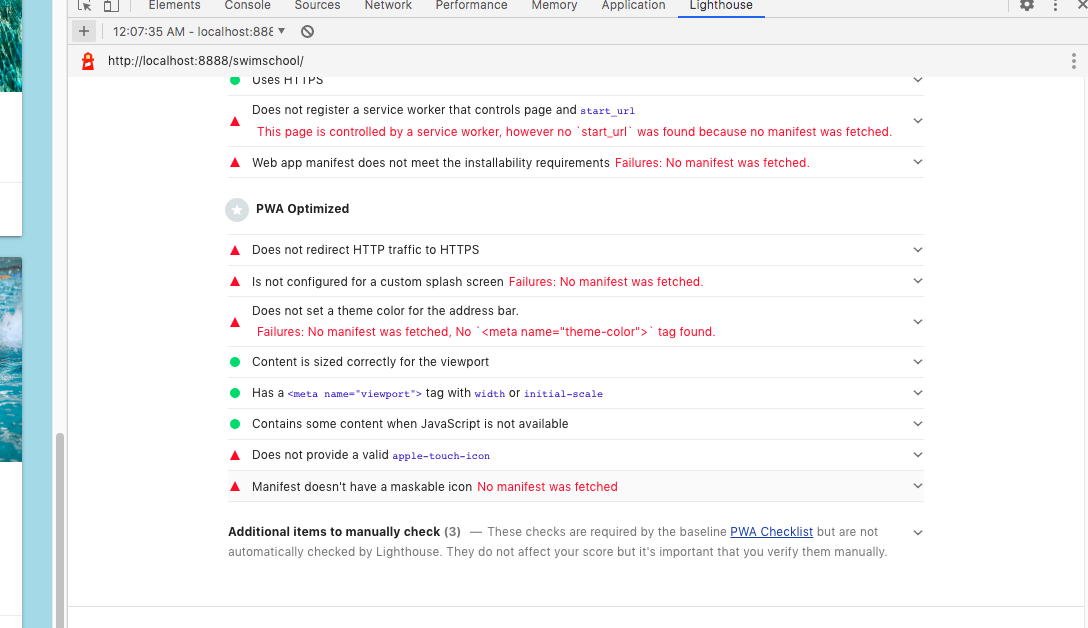 Elements Console Sources Network Performance Memory Application Lighthouse
12:07:35 AM - localhost:888
http://localhost:8888/swimschool/
Uses HTTPS
Does not register a service worker that controls page and start_url
This page is controlled by a service worker, however no `start_url` was found because no manifest was fetched.
Web app manifest does not meet the installability requirements Failures: No manifest was fetched.
PWA Optimized
Does not redirect HTTP traffic to HTTPS
Is not configured for a custom splash screen Failures: No manifest was fetched.
Does not set a theme color for the address bar.
Failures: No manifest was fetched, No `<meta name="theme-color">` tag found.
Content is sized correctly for the viewport
Has a <meta name="viewport"> tag with width or initial-scale
Contains some content when JavaScript is not available
Does not provide a valid apple-touch-icon
Manifest doesn't have a maskable icon No manifest was fetched
Additional items to manually check (3) — These checks are required by the baseline PWA Checklist but are not
automatically checked by Lighthouse. They do not affect your score but it's important that you verify them manually.